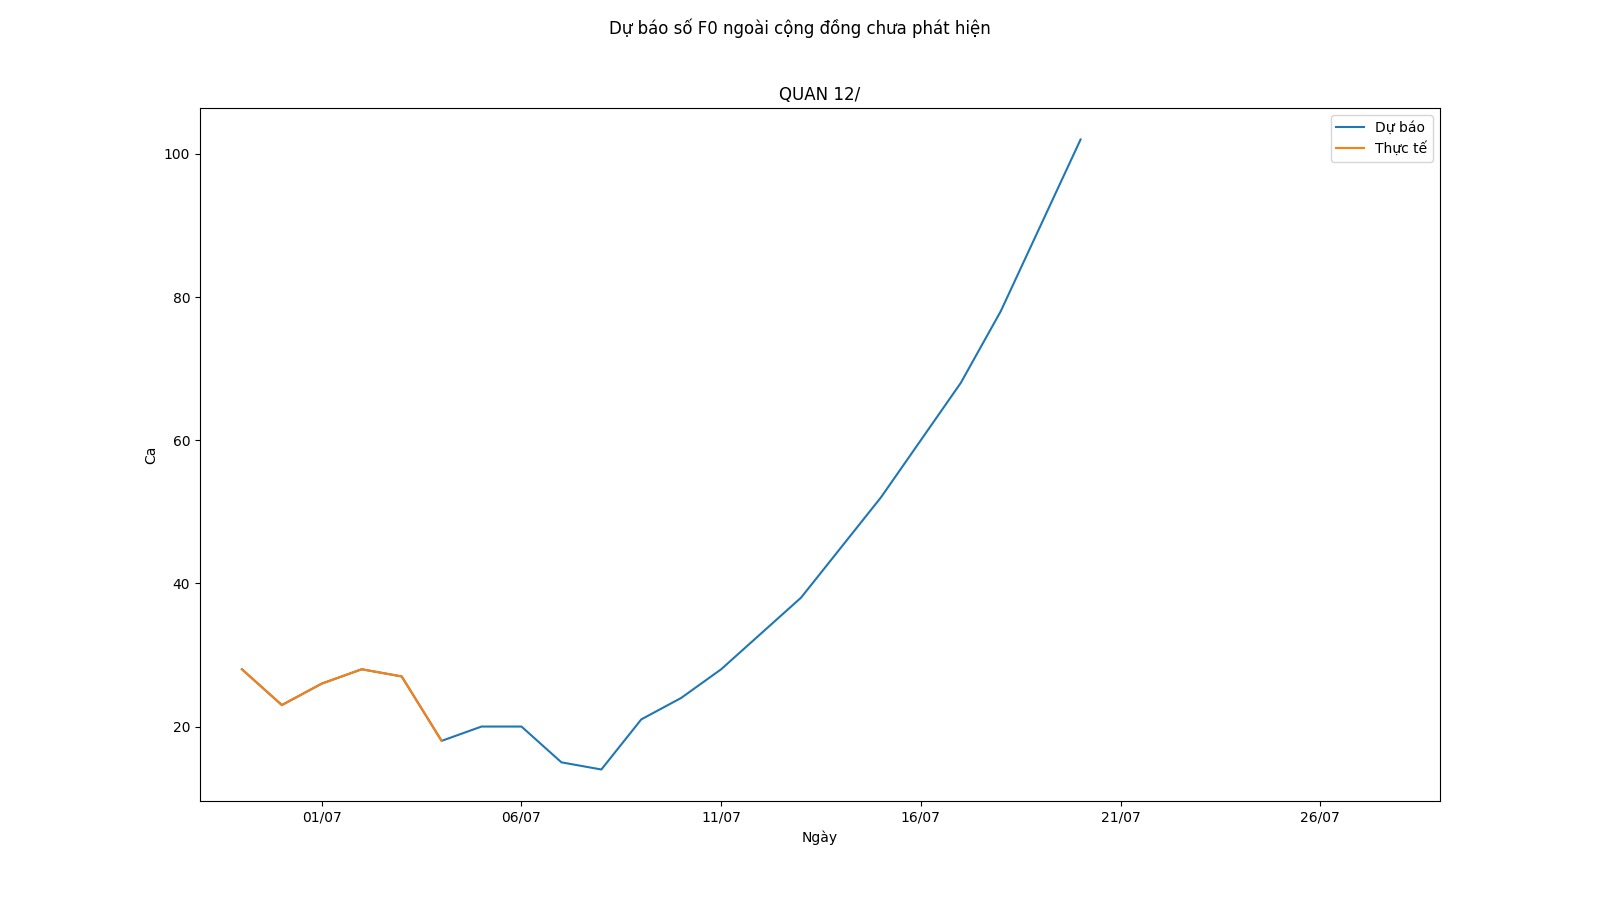 Dự báo số F0 ngoài cộng đồng chưa phát hiện
QUAN 12/
Dự báo
Thực tế
100
80
60
40
20
Ca
01/07
06/07
11/07
16/07
21/07
26/07
Ngày